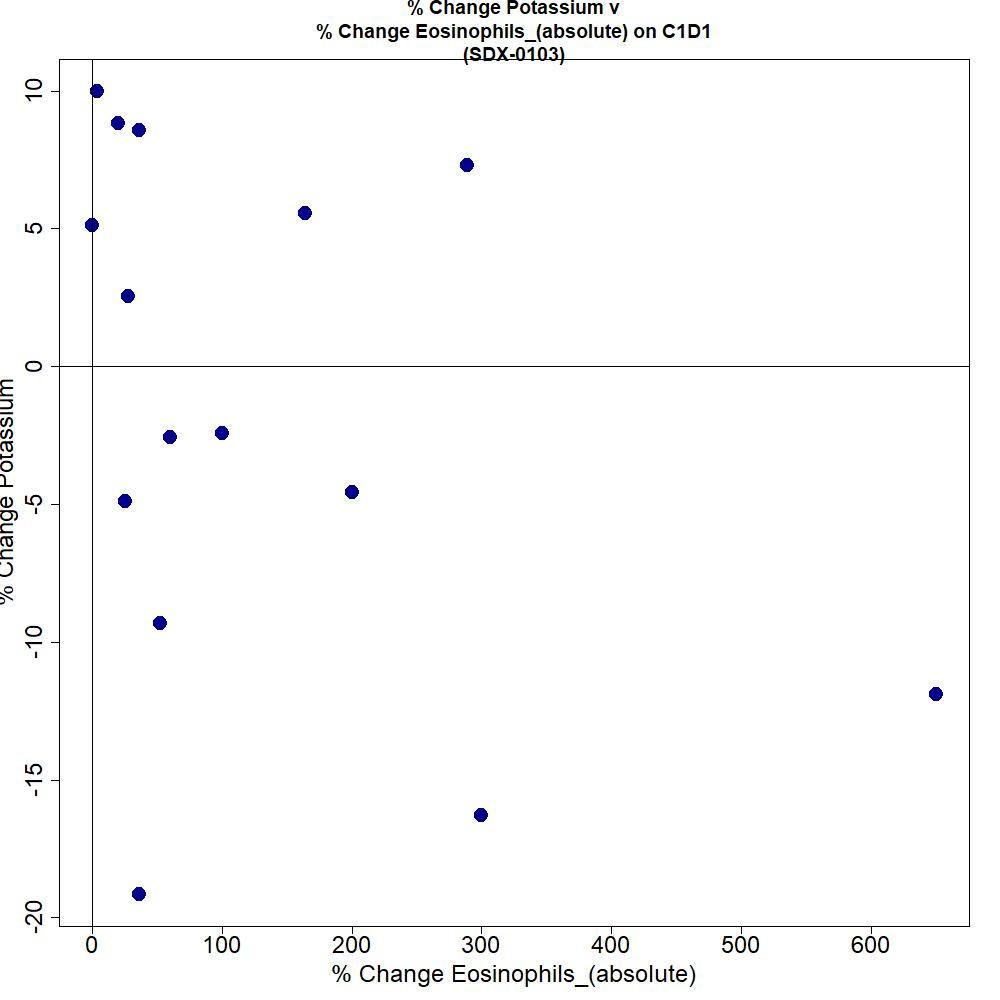 % Change Potassium v
% Change Eosinophils_(absolute) on C1D1
(SDX-0103)
10
5
0
-5
-10
-15
-20
% Change Potassium
0 100 200 300 400 500 600
% Change Eosinophils_(absolute)